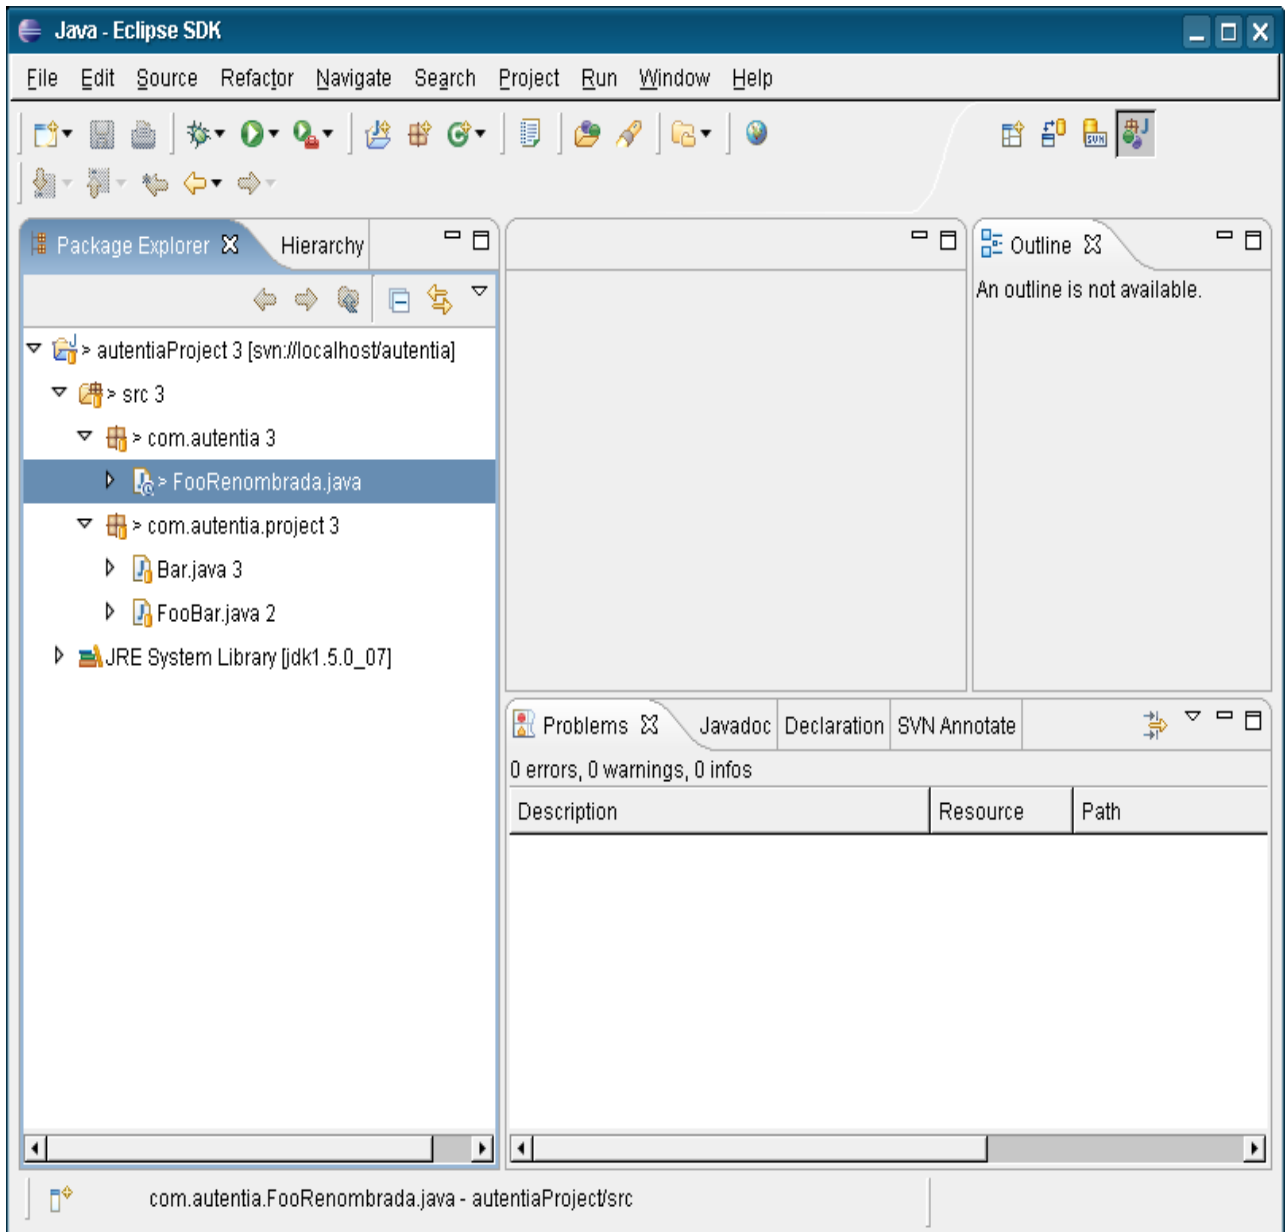 Java - Eclipse SDK
File Edit Source Refactor Navigate Search Project Run Window Help
SVN J
Package Explorer Hierarchy
Outline
An outline is not available.
> autentiaProject 3 [svn://localhost/autentia]
> src 3
> com.autentia 3
> FooRenombrada.java
> com.autentia.project 3
Bar.java 3
FooBar.java 2
JRE System Library [jdk1.5.0_07]
Problems Javadoc Declaration SVN Annotate
0 errors, 0 warnings, 0 infos
Description Resource Path
com.autentia.FooRenombrada.java - autentiaProject/src